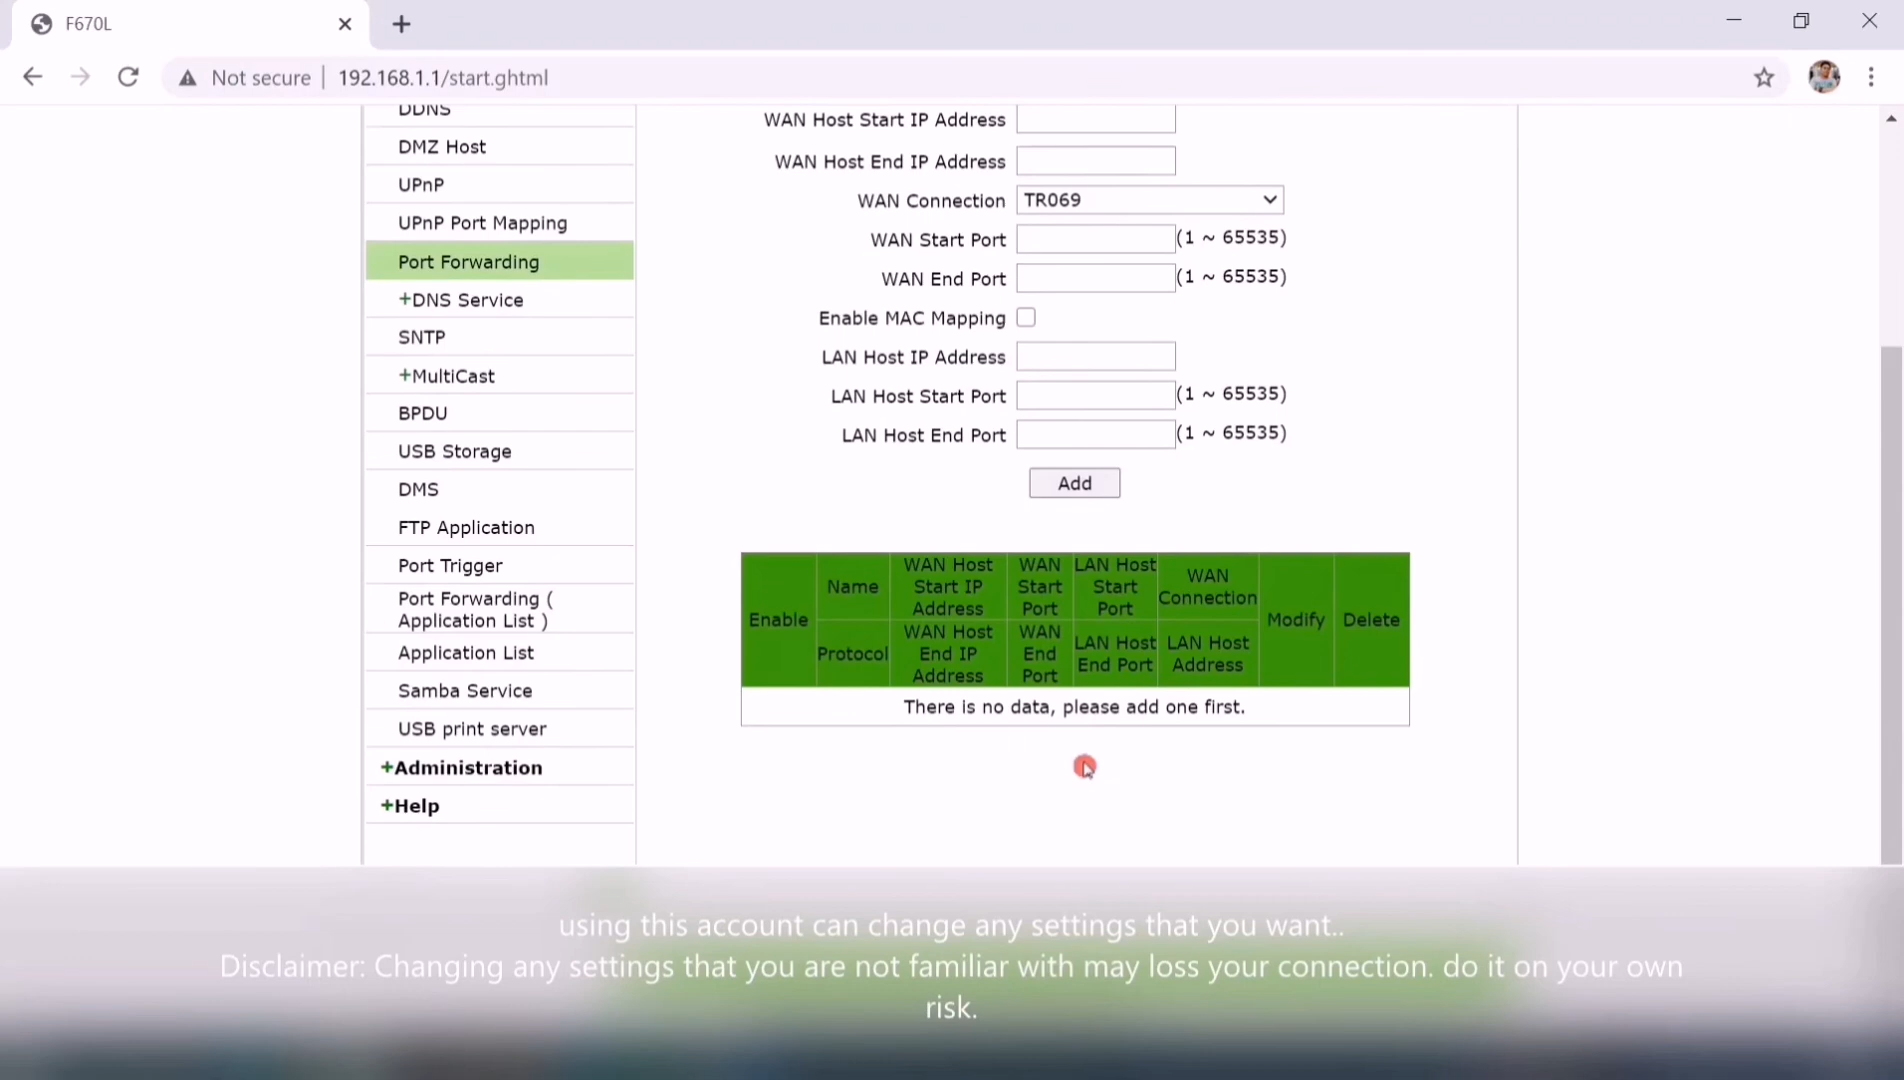 F670L
Not secure
192.168.1.1/start.ghtml
DDNS
DMZ Host
UPnP
UPnP Port Mapping
Port Forwarding
+DNS Service
SNTP
+MultiCast
BPDU
USB Storage
DMS
FTP Application
Port Trigger
Port Forwarding (
Application List )
Application List
Samba Service
USB print server
+Administration
+Help
WAN Host Start IP Address
WAN Host End IP Address
WAN Connection TR069
WAN Start Port (1 ~ 65535)
WAN End Port (1 ~ 65535)
Enable MAC Mapping
LAN Host IP Address
LAN Host Start Port (1 ~ 65535)
LAN Host End Port (1 ~ 65535)
Add
Enable
Name
WAN Host
Start IP
Address
WAN
Start
Port
LAN Host
Start
Port
WAN
Connection
Modify
Delete
Protocol
WAN Host
End IP
Address
WAN
End
Port
LAN Host
End Port
LAN Host
Address
There is no data, please add one first.
using this account can change any settings that you want..
Disclaimer: Changing any settings that you are not familiar with may loss your connection. do it on your own
risk.